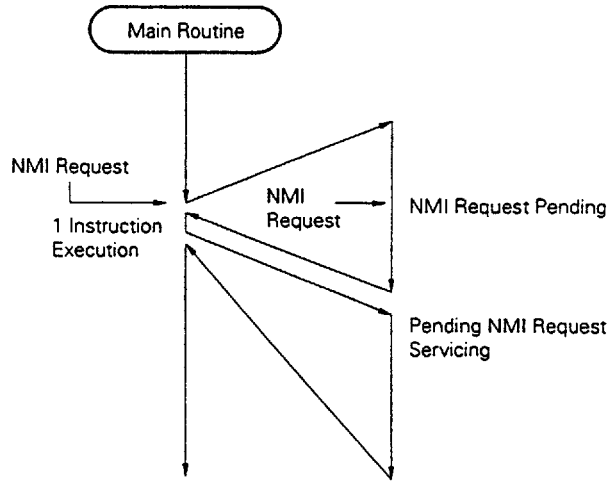 Main Routine
NMI Request
1 Instruction
Execution
NMI
Request
NMI Request Pending
Pending NMI Request
Servicing